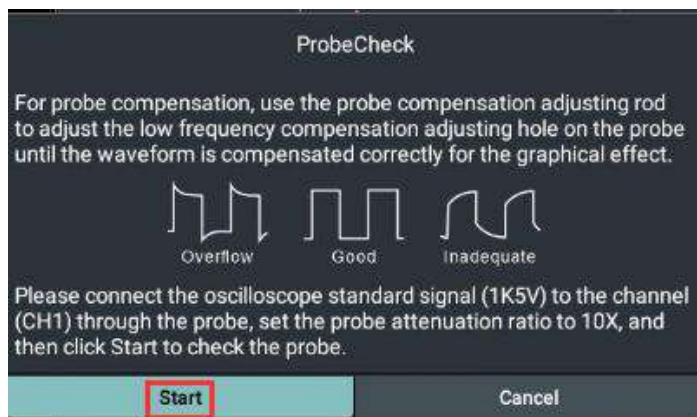 ProbeCheck
For probe compensation, use the probe compensation adjusting rod
to adjust the low frequency compensation adjusting hole on the probe
until the waveform is compensated correctly for the graphical effect.
Overflow Good Inadequate
Please connect the oscilloscope standard signal (1K5V) to the channel
(CH1) through the probe, set the probe attenuation ratio to 10X, and
then click Start to check the probe.
Start Cancel